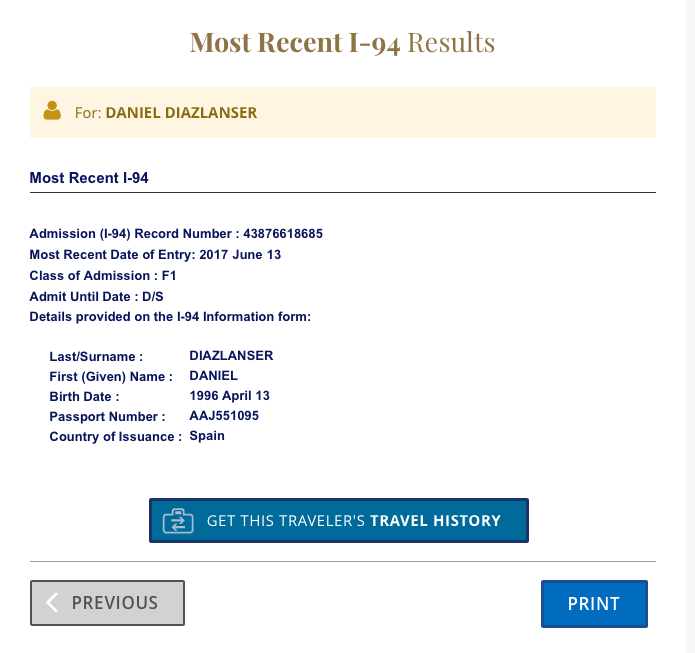 Most Recent I-94 Results
For: DANIEL DIAZLANSER
Most Recent I-94
Admission (I-94) Record Number : 43876618685
Most Recent Date of Entry: 2017 June 13
Class of Admission : F1
Admit Until Date : D/S
Details provided on the I-94 Information form:
Last/Surname : DIAZLANSER
First (Given) Name : DANIEL
Birth Date : 1996 April 13
Passport Number : AAJ551095
Country of Issuance : Spain
GET THIS TRAVELER'S TRAVEL HISTORY
PREVIOUS PRINT